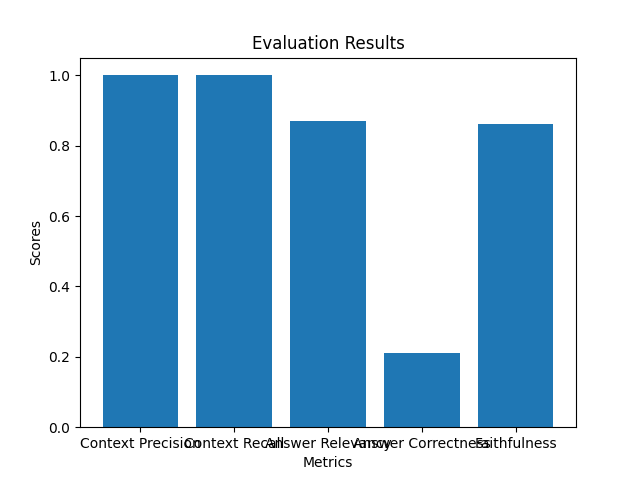 Evaluation Results
Scores
1.0
0.8
0.6
0.4
0.2
0.0
Context Precision Context Recall Answer Relevancy Answer Correctness Faithfulness
Metrics